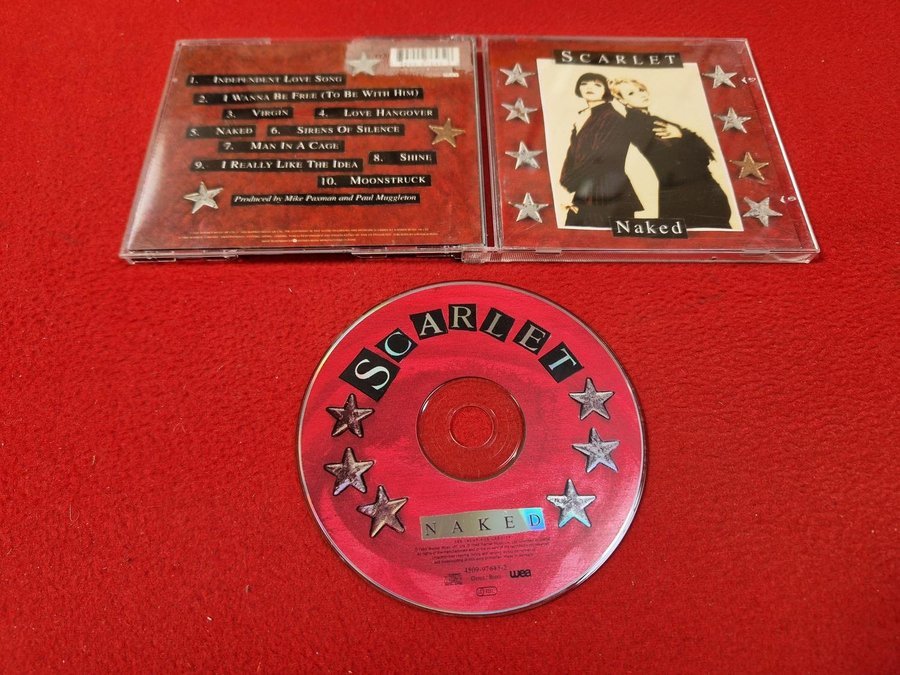 1. Independent Love Song
2. I Wanna Be Free (To Be With Him)
3. Virgin 4. Love Hangover
5. Naked 6. Sirens Of Silence
7. Man In A Cage
8. Shine
9. I Really Like The Idea
10. Moonstruck
Produced by Mike Paxman and Paul Muggleton
Scarlet
Naked
SCARLET
NAKED
wea